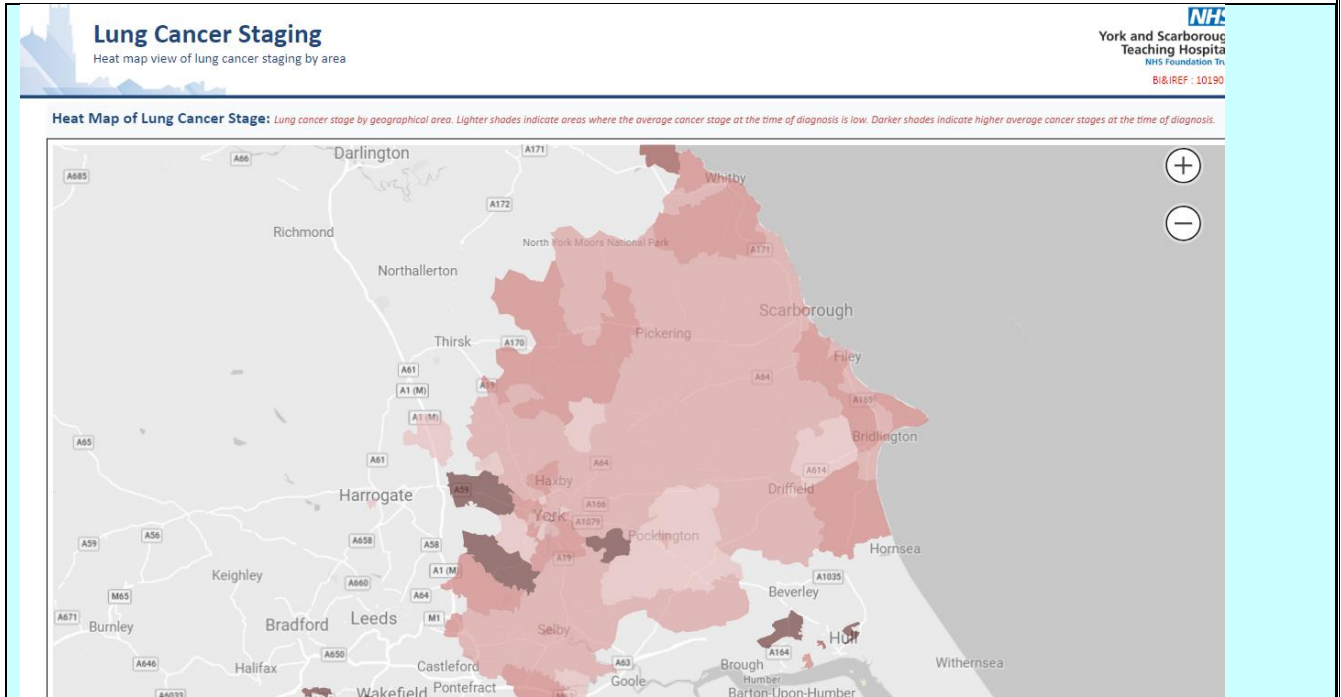 Lung Cancer Staging
Heat map view of lung cancer staging by area
NHS
York and Scarboroug
Teaching Hospita
NHS Foundation Tru
BI&IREF : 10190
Heat Map of Lung Cancer Stage: Lung cancer stage by geographical area. Lighter shades indicate areas where the average cancer stage at the time of diagnosis is low. Darker shades indicate higher average cancer stages at the time of diagnosis.
A66
Darlington
A171
+
A685
Whitby
A172
−
Richmond
North York Moors National Park
A171
Northallerton
Scarborough
Thirsk
A170
Pickering
Filey
A61
A64
A19
A1 (M)
A165
A1 (M)
A65
Bridlington
A61
A64
A614
Harrogate
A59
Haxby
Driffield
A166
York
A1079
A59
A56
A658
A58
Pocklington
Hornsea
A19
Keighley
A660
A1 (M)
A1035
M65
A64
Beverley
A671
Burnley
Bradford
Leeds
M1
Selby
Hull
A646
Halifax
A650
Castleford
A63
Brough
A164
Withernsea
Goole
Humber
A6033
Wakefield
Pontefract
Barton-Upon-Humber